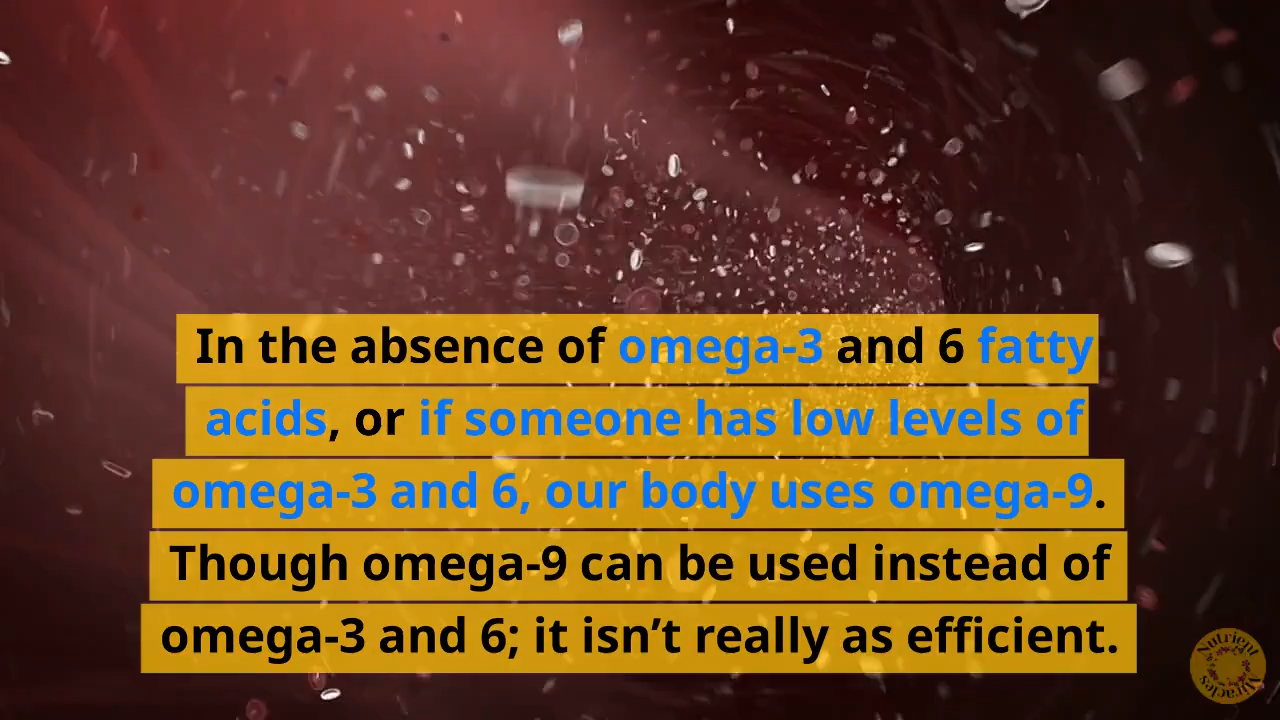 In the absence of omega-3 and 6 fatty
acids, or if someone has low levels of
omega-3 and 6, our body uses omega-9.
Though omega-9 can be used instead of
omega-3 and 6; it isn’t really as efficient.
Nutrient
Miracles